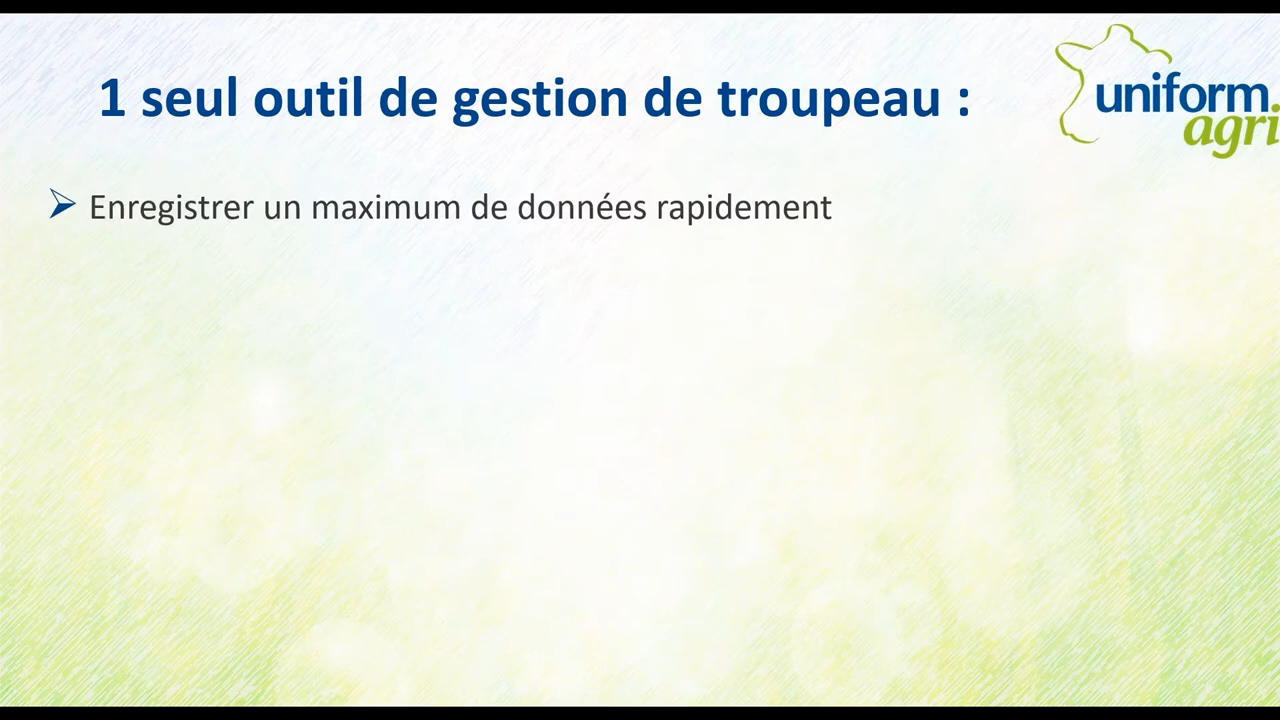 1 seul outil de gestion de troupeau :
uniform.
agri
Enregistrer un maximum de données rapidement